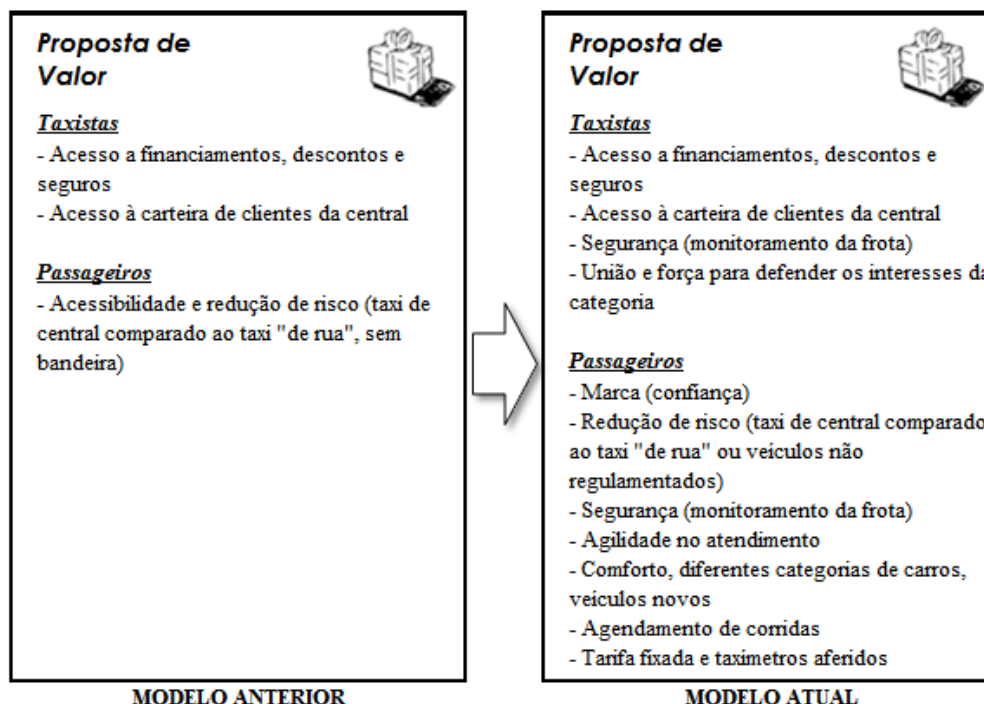 Proposta de
Valor
Taxistas
- Acesso a financiamentos, descontos e
seguros
- Acesso à carteira de clientes da central
Passageiros
- Acessibilidade e redução de risco (taxi de
central comparado ao taxi "de rua", sem
bandeira)
MODELO ANTERIOR
Proposta de
Valor
Taxistas
- Acesso a financiamentos, descontos e
seguros
- Acesso à carteira de clientes da central
- Segurança (monitoramento da frota)
- União e força para defender os interesses da
categoria
Passageiros
- Marca (confiança)
- Redução de risco (taxi de central comparado
ao taxi "de rua" ou veículos não
regulamentados)
- Segurança (monitoramento da frota)
- Agilidade no atendimento
- Comforto, diferentes categorias de carros,
veículos novos
- Agendamento de corridas
- Tarifa fixada e taxímetros aferidos
MODELO ATUAL